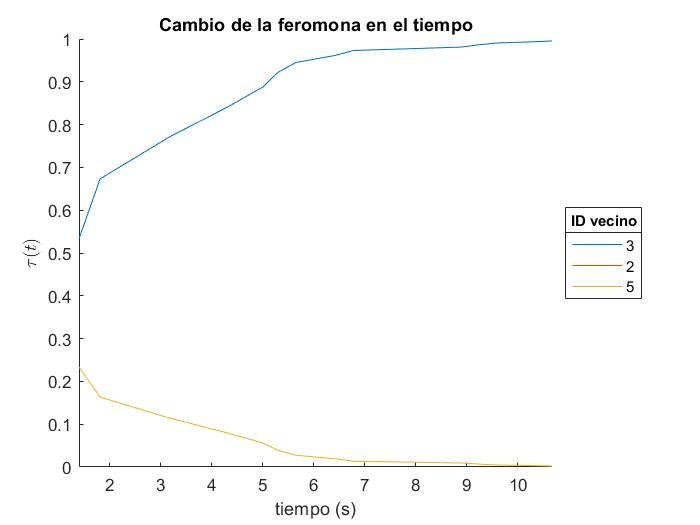 Cambio de la feromona en el tiempo
1
0.9
0.8
0.7
0.6
0.5
0.4
0.3
0.2
0.1
0
τ(t)
2 3 4 5 6 7 8 9 10
tiempo (s)
ID vecino
3
2
5